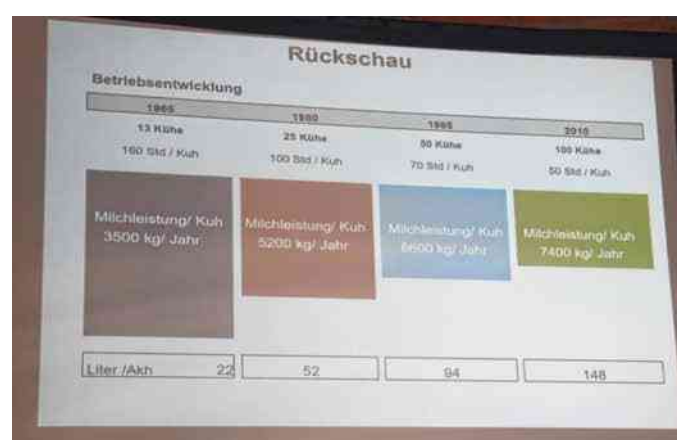 Rückschau
Betriebsentwicklung
1965 1980 1995 2010
13 Kühe 25 Kühe 50 Kühe 100 Kühe
160 Std / Kuh 100 Std / Kuh 70 Std / Kuh 50 Std / Kuh
Milchleistung/ Kuh Milchleistung/ Kuh Milchleistung/ Kuh Milchleistung/ Kuh
3500 kg/ Jahr 5200 kg/ Jahr 6600 kg/ Jahr 7400 kg/ Jahr
Liter /Akh 22 52 94 148